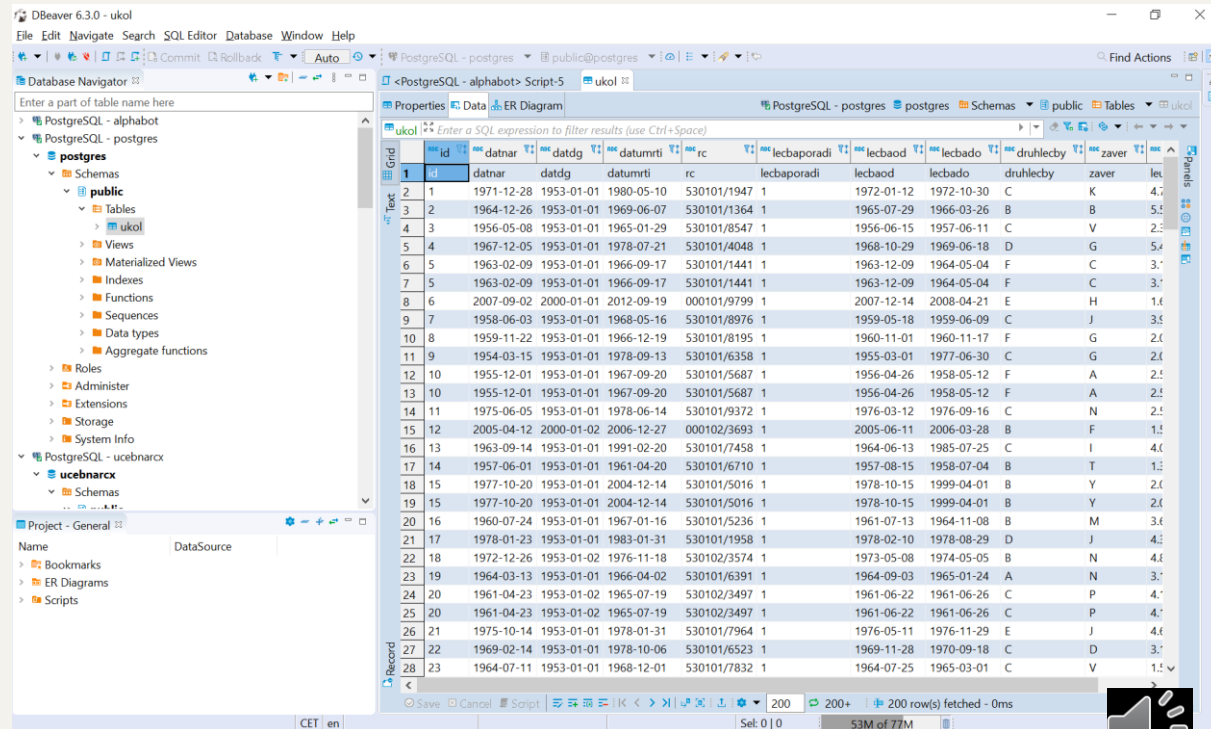 DBeaver 6.3.0 - ukol
File Edit Navigate Search SQL Editor Database Window Help
Commit Rollback Auto PostgreSQL - postgres public@postgres Find Actions
Database Navigator
Enter a part of table name here
PostgreSQL - alphabot
PostgreSQL - postgres
postgres
Schemas
public
Tables
ukol
Views
Materialized Views
Indexes
Functions
Sequences
Data types
Aggregate functions
Roles
Administer
Extensions
Storage
System Info
PostgreSQL - ucebnarcx
ucebnarcx
Schemas
Project - General
Name DataSource
Bookmarks
ER Diagrams
Scripts
<PostgreSQL - alphabot> Script-5 ukol
Properties Data ER Diagram PostgreSQL - postgres postgres Schemas public Tables ukol
ukol Enter a SQL expression to filter results (use Ctrl+Space)
Grid
Text
Record
Panels
id datnar datdg datumrti rc lecbaporadi lecbaod lecbado druhlecby zaver
1 id datnar datdg datumrti rc lecbaporadi lecbaod lecbado druhlecby zaver
2 1 1971-12-28 1953-01-01 1980-05-10 530101/1947 1 1972-01-12 1972-10-30 C K
3 2 1964-12-26 1953-01-01 1969-06-07 530101/1364 1 1965-07-29 1966-03-26 B B
4 3 1956-05-08 1953-01-01 1965-01-29 530101/8547 1 1956-06-15 1957-06-11 C V
5 4 1967-12-05 1953-01-01 1978-07-21 530101/4048 1 1968-10-29 1969-06-18 D G
6 5 1963-02-09 1953-01-01 1966-09-17 530101/1441 1 1963-12-09 1964-05-04 F C
7 5 1963-02-09 1953-01-01 1966-09-17 530101/1441 1 1963-12-09 1964-05-04 F C
8 6 2007-09-02 2000-01-01 2012-09-19 000101/9799 1 2007-12-14 2008-04-21 E H
9 7 1958-06-03 1953-01-01 1968-05-16 530101/8976 1 1959-05-18 1959-06-09 C J
10 8 1959-11-22 1953-01-01 1966-12-19 530101/8195 1 1960-11-01 1960-11-17 F G
11 9 1954-03-15 1953-01-01 1978-09-13 530101/6358 1 1955-03-01 1977-06-30 C G
12 10 1955-12-01 1953-01-01 1967-09-20 530101/5687 1 1956-04-26 1958-05-12 F A
13 10 1955-12-01 1953-01-01 1967-09-20 530101/5687 1 1956-04-26 1958-05-12 F A
14 11 1975-06-05 1953-01-01 1978-06-14 530101/9372 1 1976-03-12 1976-09-16 C N
15 12 2005-04-12 2000-01-02 2006-12-27 000102/3693 1 2005-06-11 2006-03-28 B F
16 13 1963-09-14 1953-01-01 1991-02-20 530101/7458 1 1964-06-13 1985-07-25 C I
17 14 1957-06-01 1953-01-01 1961-04-20 530101/6710 1 1957-08-15 1958-07-04 B T
18 15 1977-10-20 1953-01-01 2004-12-14 530101/5016 1 1978-10-15 1999-04-01 B Y
19 15 1977-10-20 1953-01-01 2004-12-14 530101/5016 1 1978-10-15 1999-04-01 B Y
20 16 1960-07-24 1953-01-01 1967-01-16 530101/5236 1 1961-07-13 1964-11-08 B M
21 17 1978-01-23 1953-01-01 1983-01-31 530101/1958 1 1978-02-10 1978-08-29 D J
22 18 1972-12-26 1953-01-02 1976-11-18 530102/3574 1 1973-05-08 1974-05-05 B N
23 19 1964-03-13 1953-01-01 1966-04-02 530101/6391 1 1964-09-03 1965-01-24 A N
24 20 1961-04-23 1953-01-02 1965-07-19 530102/3497 1 1961-06-22 1961-06-26 C P
25 20 1961-04-23 1953-01-02 1965-07-19 530102/3497 1 1961-06-22 1961-06-26 C P
26 21 1975-10-14 1953-01-01 1978-01-31 530101/7964 1 1976-05-11 1976-11-29 E J
27 22 1969-02-14 1953-01-01 1978-10-06 530101/6523 1 1969-11-28 1970-09-18 C D
28 23 1964-07-11 1953-01-01 1968-12-01 530101/7832 1 1964-07-25 1965-03-01 C V
Save Cancel Script 200 200+ 200 row(s) fetched - 0ms
CET en Sel: 0 | 0 53M of 77M